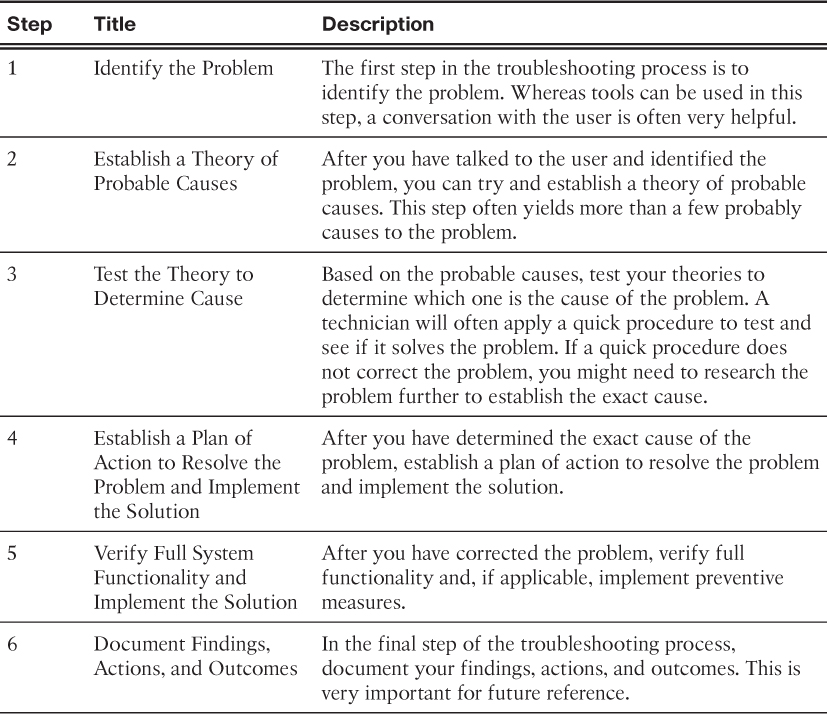 Step Title Description
1 Identify the Problem The first step in the troubleshooting process is to
identify the problem. Whereas tools can be used in this
step, a conversation with the user is often very helpful.
2 Establish a Theory of After you have talked to the user and identified the
Probable Causes problem, you can try and establish a theory of probable
causes. This step often yields more than a few probably
causes to the problem.
3 Test the Theory to Based on the probable causes, test your theories to
Determine Cause determine which one is the cause of the problem. A
technician will often apply a quick procedure to test and
see if it solves the problem. If a quick procedure does
not correct the problem, you might need to research the
problem further to establish the exact cause.
4 Establish a Plan of After you have determined the exact cause of the
Action to Resolve the problem, establish a plan of action to resolve the problem
Problem and Implement and implement the solution.
the Solution
5 Verify Full System After you have corrected the problem, verify full
Functionality and functionality and, if applicable, implement preventive
Implement the Solution measures.
6 Document Findings, In the final step of the troubleshooting process,
Actions, and Outcomes document your findings, actions, and outcomes. This is
very important for future reference.